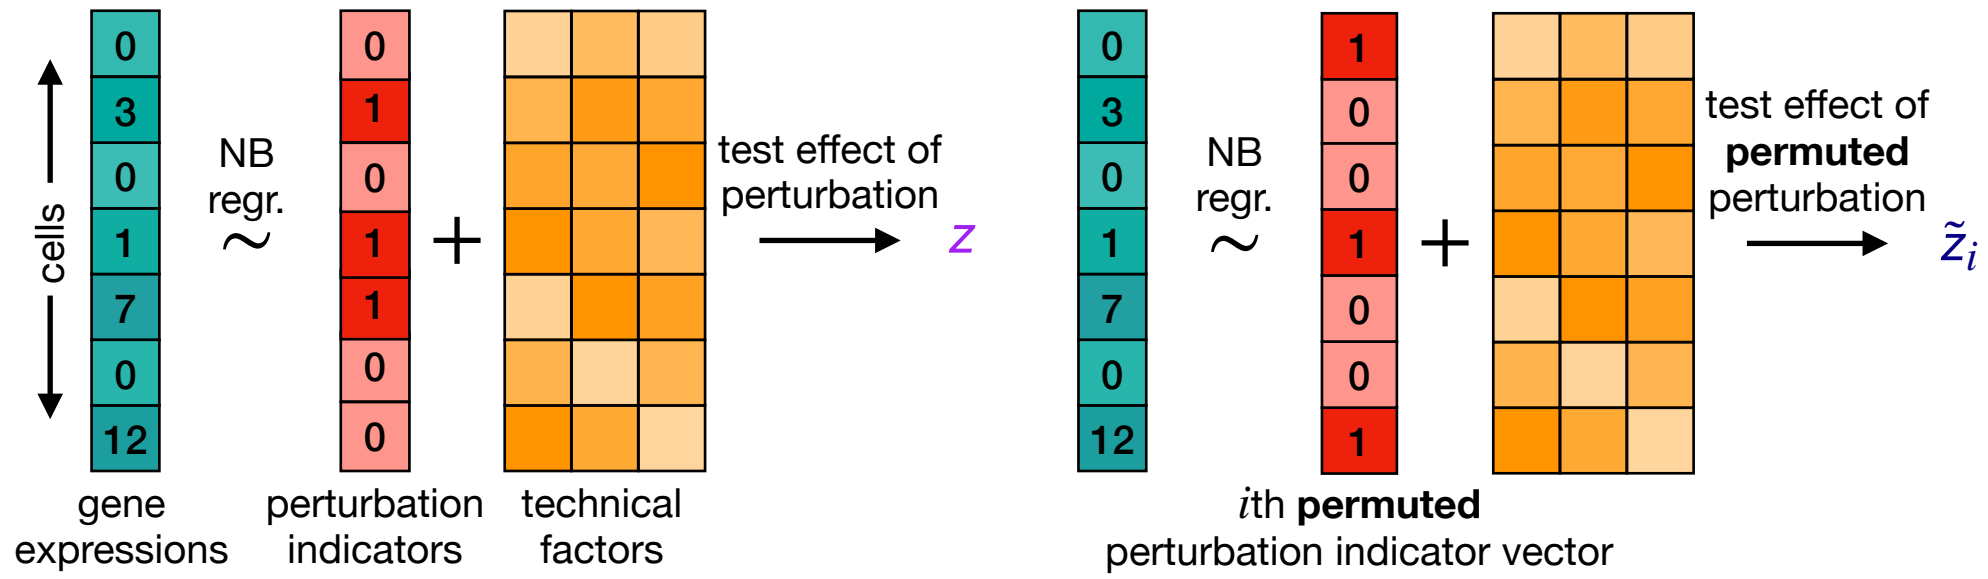 cells
0
3
0
1
7
0
12
gene
expressions
NB
regr.
~
0
1
0
1
1
0
0
perturbation
indicators
+
technical
factors
test effect of
perturbation
z
0
3
0
1
7
0
12
NB
regr.
~
1
0
0
1
0
0
1
+
ith permuted
perturbation indicator vector
test effect of
permuted
perturbation
z̃ᵢ